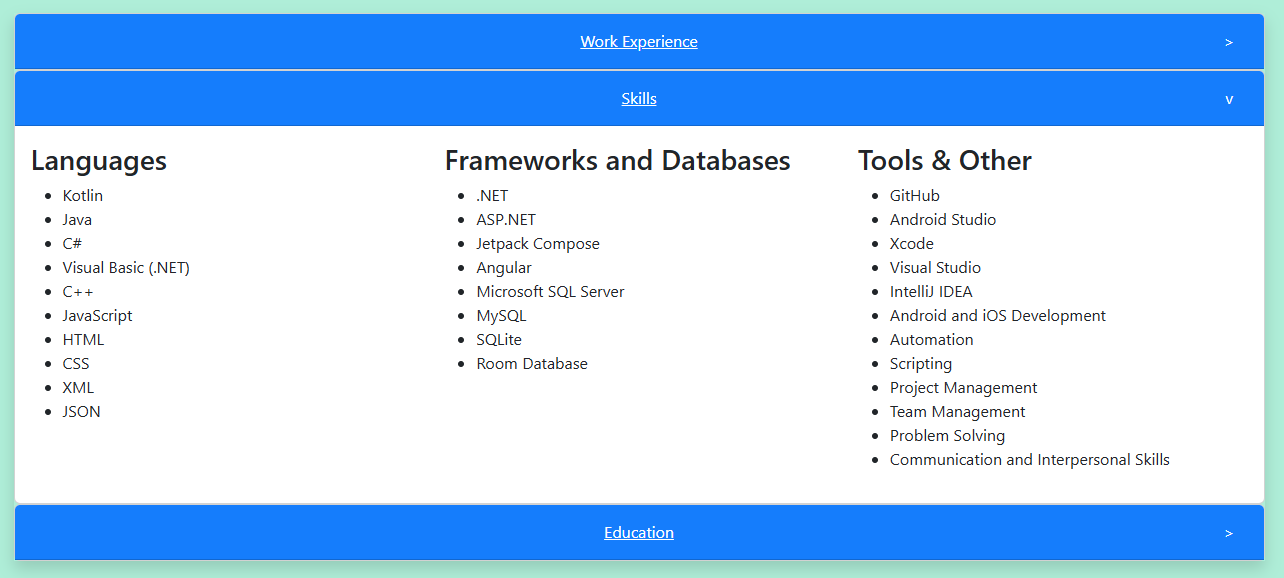 Work Experience >
Skills v
Languages
Kotlin
Java
C#
Visual Basic (.NET)
C++
JavaScript
HTML
CSS
XML
JSON
Frameworks and Databases
.NET
ASP.NET
Jetpack Compose
Angular
Microsoft SQL Server
MySQL
SQLite
Room Database
Tools & Other
GitHub
Android Studio
Xcode
Visual Studio
IntelliJ IDEA
Android and iOS Development
Automation
Scripting
Project Management
Team Management
Problem Solving
Communication and Interpersonal Skills
Education >